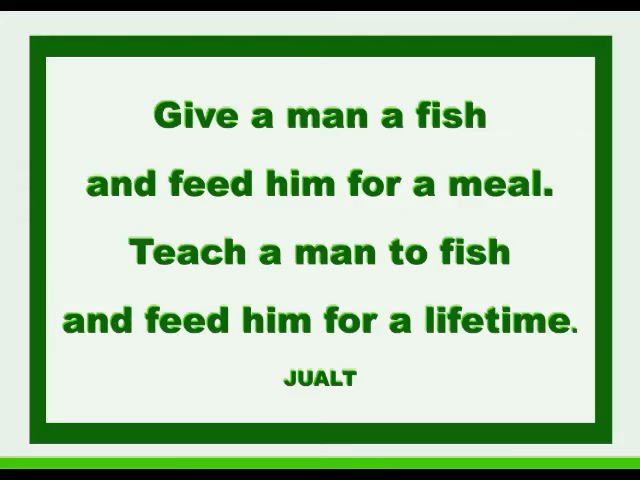 Give a man a fish
and feed him for a meal.
Teach a man to fish
and feed him for a lifetime.
JUALT